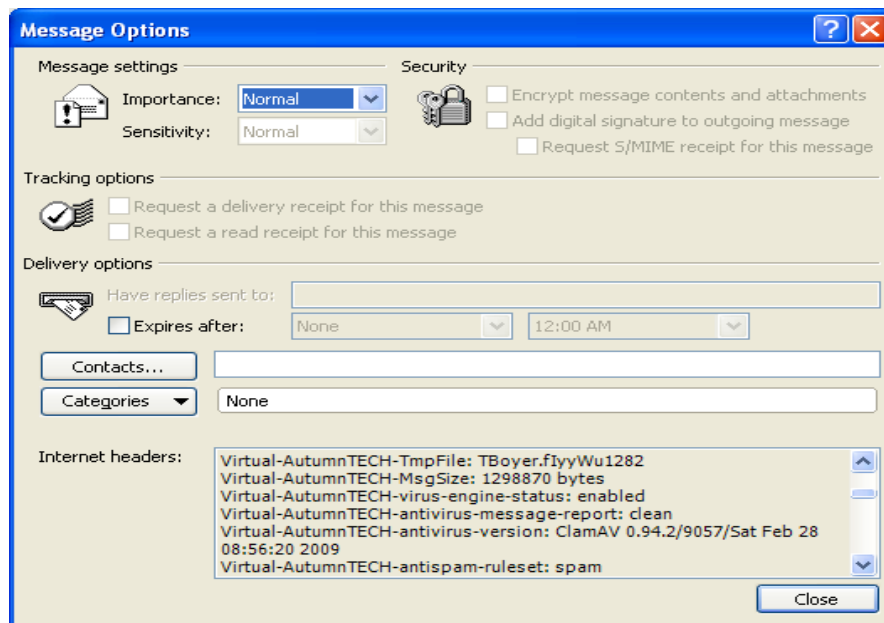 Message Options
Message settings
Security
Importance: Normal
Sensitivity: Normal
Encrypt message contents and attachments
Add digital signature to outgoing message
Request S/MIME receipt for this message
Tracking options
Request a delivery receipt for this message
Request a read receipt for this message
Delivery options
Have replies sent to:
Expires after: None 12:00 AM
Contacts...
Categories None
Internet headers:
Virtual-AutumnTECH-TmpFile: TBoyer.fIyyWu1282
Virtual-AutumnTECH-MsgSize: 1298870 bytes
Virtual-AutumnTECH-virus-engine-status: enabled
Virtual-AutumnTECH-antivirus-message-report: clean
Virtual-AutumnTECH-antivirus-version: ClamAV 0.94.2/9057/Sat Feb 28
08:56:20 2009
Virtual-AutumnTECH-antispam-ruleset: spam
Close